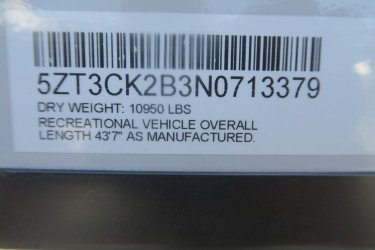 5ZT3CK2B3N0713379
DRY WEIGHT: 10950 LBS
RECREATIONAL VEHICLE OVERALL
LENGTH 43'7" AS MANUFACTURED.